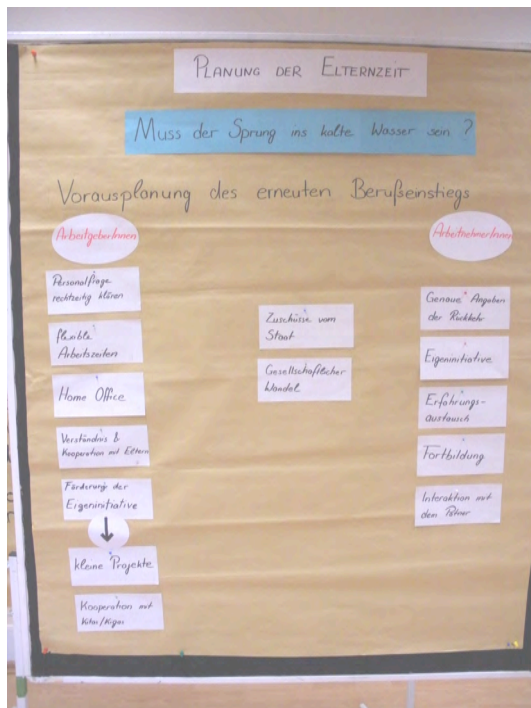 PLANUNG DER ELTERNZEIT
Muss der Sprung ins kalte Wasser sein?
Vorausplanung des erneuten Berufseinstiegs
ArbeitgeberInnen
Personalfrage
rechtzeitig klären
flexible
Arbeitszeiten
Home Office
Verständnis &
Kooperation mit Eltern
Förderung der
Eigeninitiative
kleine Projekte
Kooperation mit
Kitas/Kigas
Zuschüsse vom
Staat
Gesellschaftlicher
Wandel
ArbeitnehmerInnen
Genaue Angaben
der Rückkehr
Eigeninitiative
Erfahrungs-
austausch
Fortbildung
Interaktion mit
dem Partner